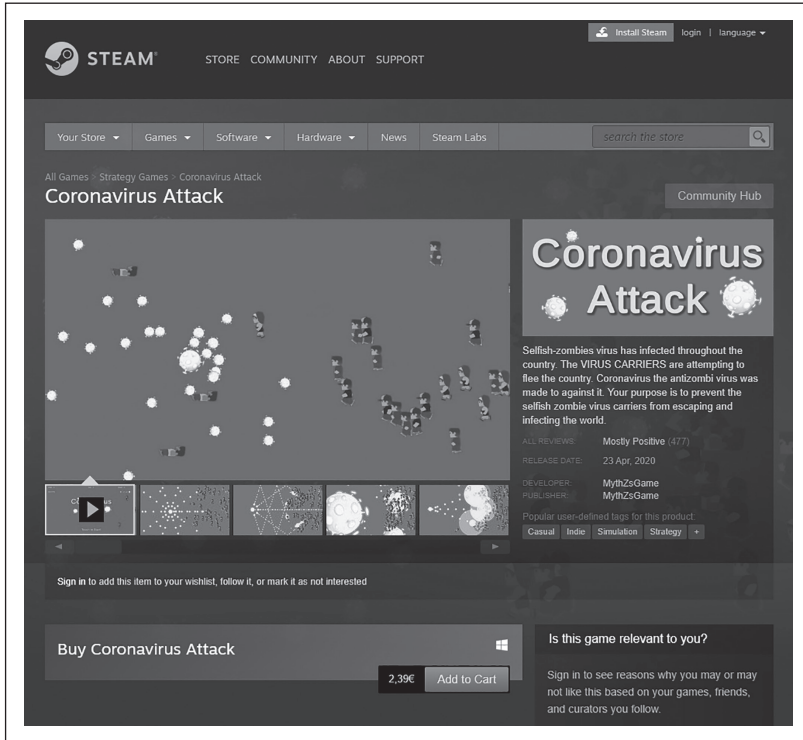 Install Steam login | language
STEAM®
STORE COMMUNITY ABOUT SUPPORT
Your Store Games Software Hardware News Steam Labs search the store
All Games > Strategy Games > Coronavirus Attack
Coronavirus Attack
Community Hub
Coronavirus
Attack
Selfish-zombies virus has infected throughout the
country. The VIRUS CARRIERS are attempting to
flee the country. Coronavirus the antizombi virus was
made to against it. Your purpose is to prevent the
selfish zombie virus carriers from escaping and
infecting the world.
ALL REVIEWS: Mostly Positive (477)
RELEASE DATE: 23 Apr, 2020
DEVELOPER: MythZsGame
PUBLISHER: MythZsGame
Popular user-defined tags for this product:
Casual Indie Simulation Strategy +
Sign in to add this item to your wishlist, follow it, or mark it as not interested
Buy Coronavirus Attack
2,39€ Add to Cart
Is this game relevant to you?
Sign in to see reasons why you may or may
not like this based on your games, friends,
and curators you follow.